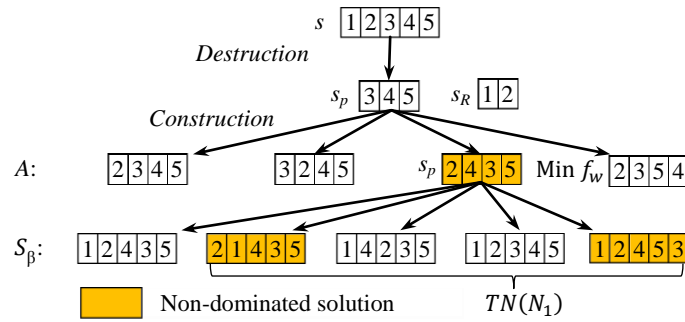 s 1 2 3 4 5
Destruction
s_p 3 4 5 s_R 1 2
Construction
A: 2 3 4 5 3 2 4 5 s_p 2 4 3 5 Min f_w 2 3 5 4
S_β: 1 2 4 3 5 2 1 4 3 5 1 4 2 3 5 1 2 3 4 5 1 2 4 5 3
Non-dominated solution TN(N_1)